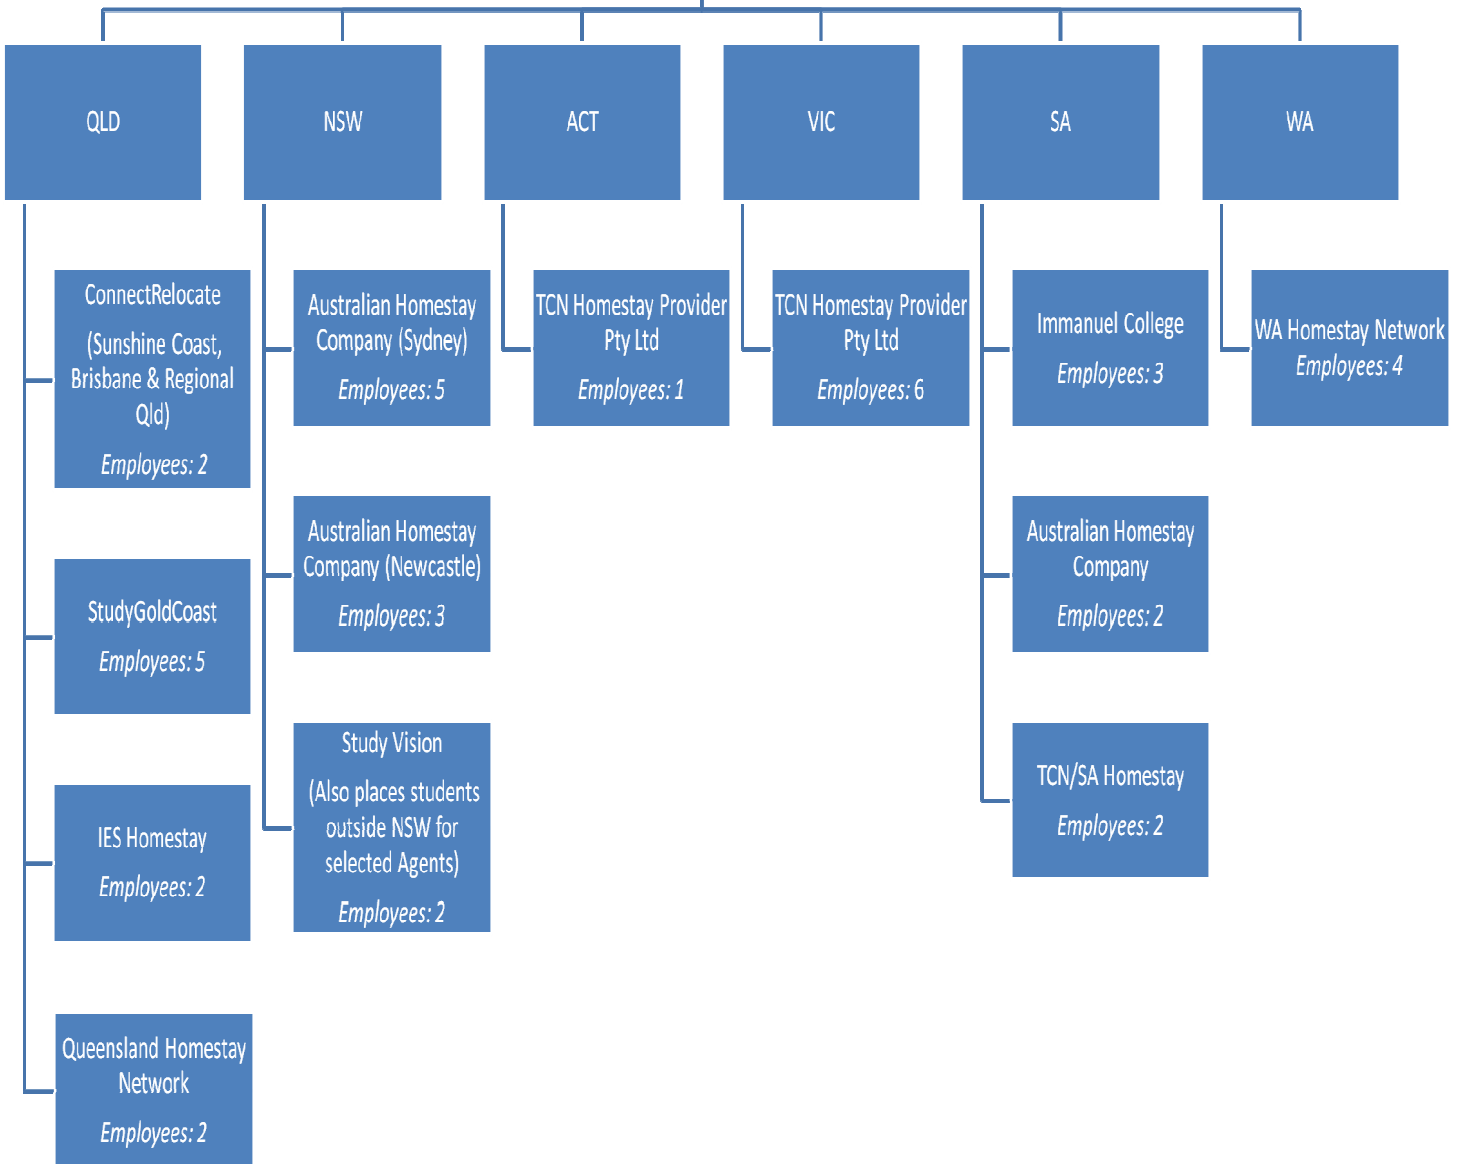 QLD
NSW
ACT
VIC
SA
WA
ConnectRelocate
(Sunshine Coast,
Brisbane & Regional
Qld)
Employees: 2
StudyGoldCoast
Employees: 5
IES Homestay
Employees: 2
Queensland Homestay
Network
Employees: 2
Australian Homestay
Company (Sydney)
Employees: 5
Australian Homestay
Company (Newcastle)
Employees: 3
Study Vision
(Also places students
outside NSW for
selected Agents)
Employees: 2
TCN Homestay Provider
Pty Ltd
Employees: 1
TCN Homestay Provider
Pty Ltd
Employees: 6
Immanuel College
Employees: 3
Australian Homestay
Company
Employees: 2
TCN/SA Homestay
Employees: 2
WA Homestay Network
Employees: 4